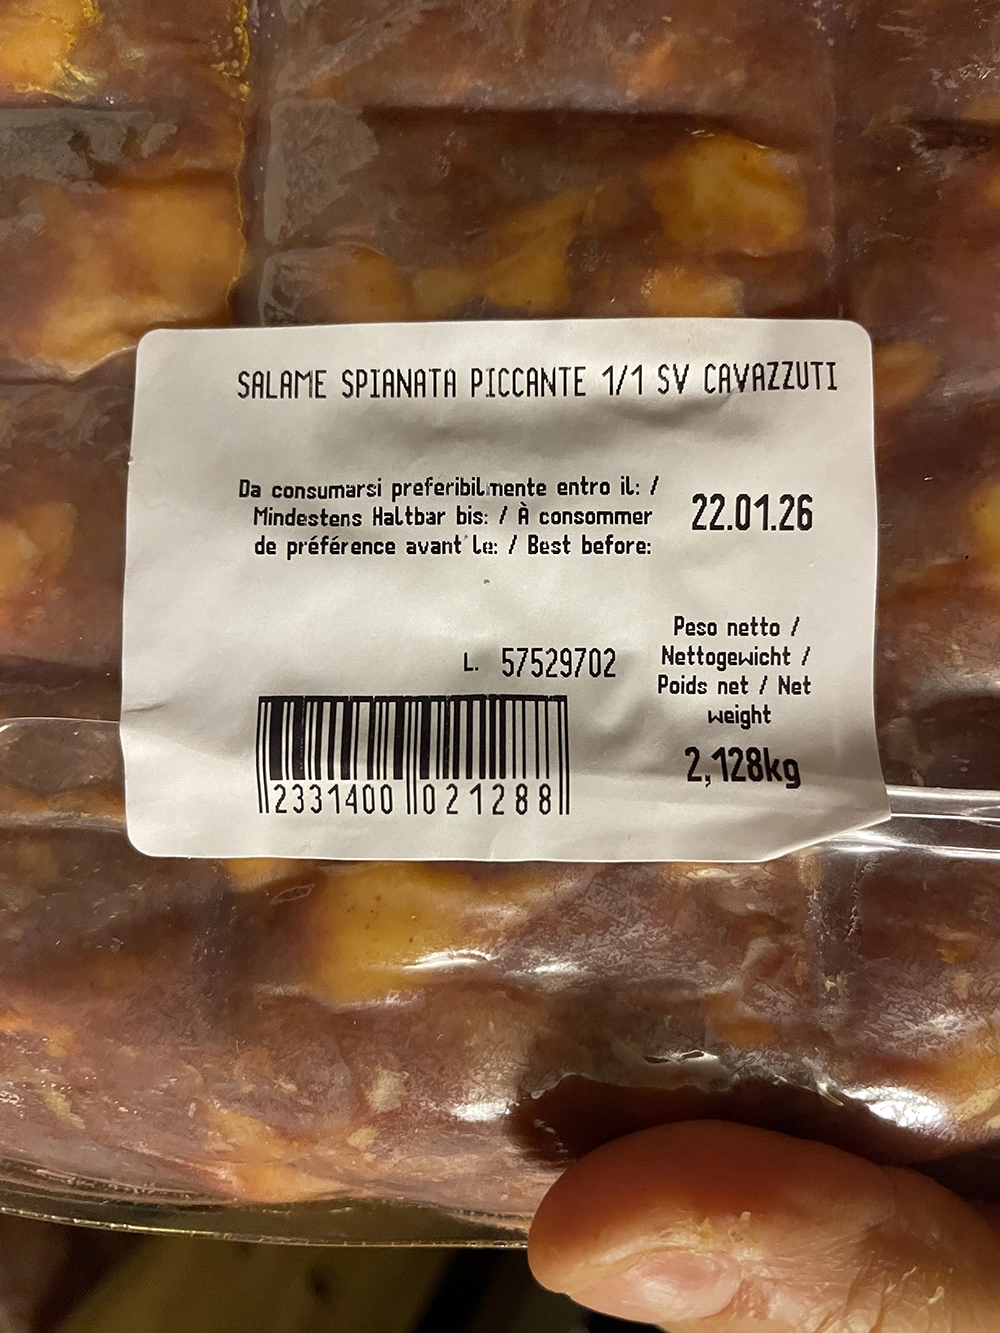 SALAME SPIANATA PICCANTE 1/1 SV CAVAZZUTI
Da consumarsi preferibilmente entro il: /
Mindestens Haltbar bis: / À consommer
de préférence avant le: / Best before:
22.01.26
L. 57529702
Peso netto /
Nettogewicht /
Poids net / Net
weight
2,128kg
2331400 021288